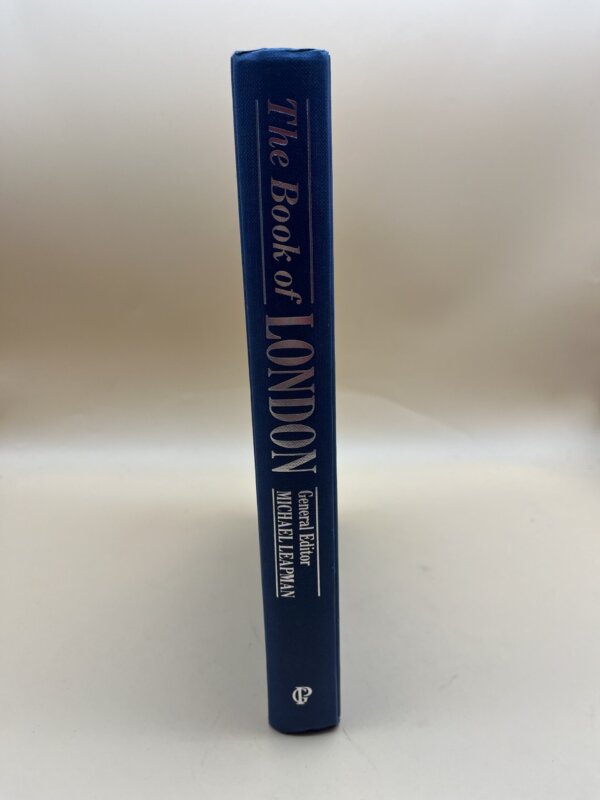 The Book of LONDON
General Editor
MICHAEL LEAPMAN